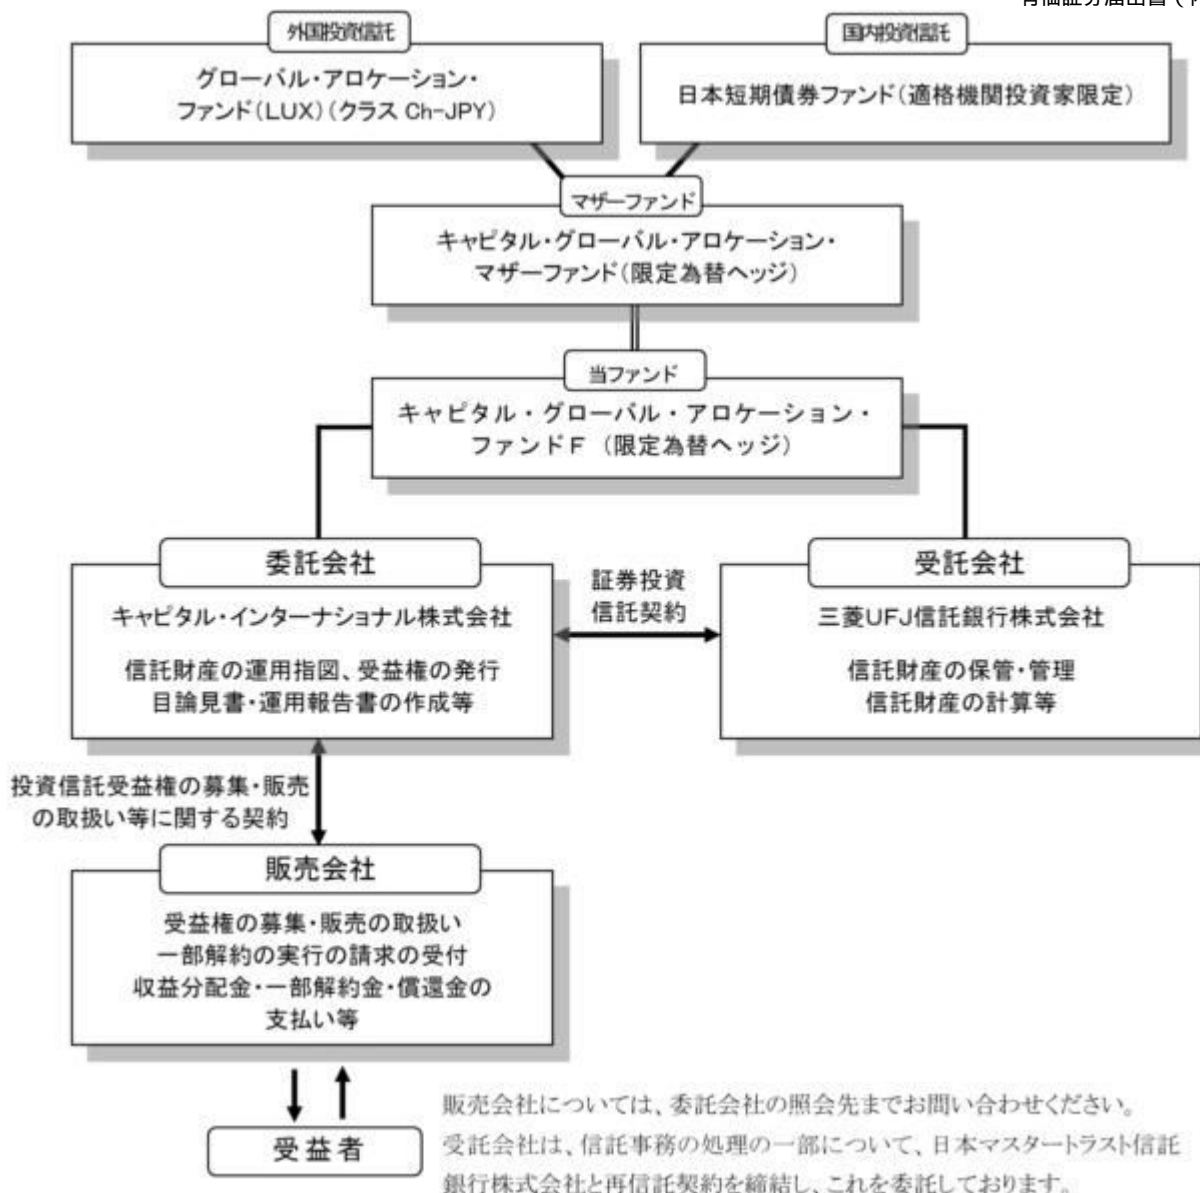 有価証券届出書
外国投資信託
国内投資信託
グローバル・アロケーション・
ファンド(LUX)(クラス Ch-JPY)
日本短期債券ファンド(適格機関投資家限定)
マザーファンド
キャピタル・グローバル・アロケーション・
マザーファンド(限定為替ヘッジ)
当ファンド
キャピタル・グローバル・アロケーション・
ファンドF (限定為替ヘッジ)
委託会社
キャピタル・インターナショナル株式会社
信託財産の運用指図、受益権の発行
目論見書・運用報告書の作成等
証券投資
信託契約
受託会社
三菱UFJ信託銀行株式会社
信託財産の保管・管理
信託財産の計算等
投資信託受益権の募集・販売
の取扱い等に関する契約
販売会社
受益権の募集・販売の取扱い
一部解約の実行の請求の受付
収益分配金・一部解約金・償還金の
支払い等
受益者
販売会社については、委託会社の照会先までお問い合わせください。
受託会社は、信託事務の処理の一部について、日本マスタートラスト信託
銀行株式会社と再信託契約を締結し、これを委託しております。